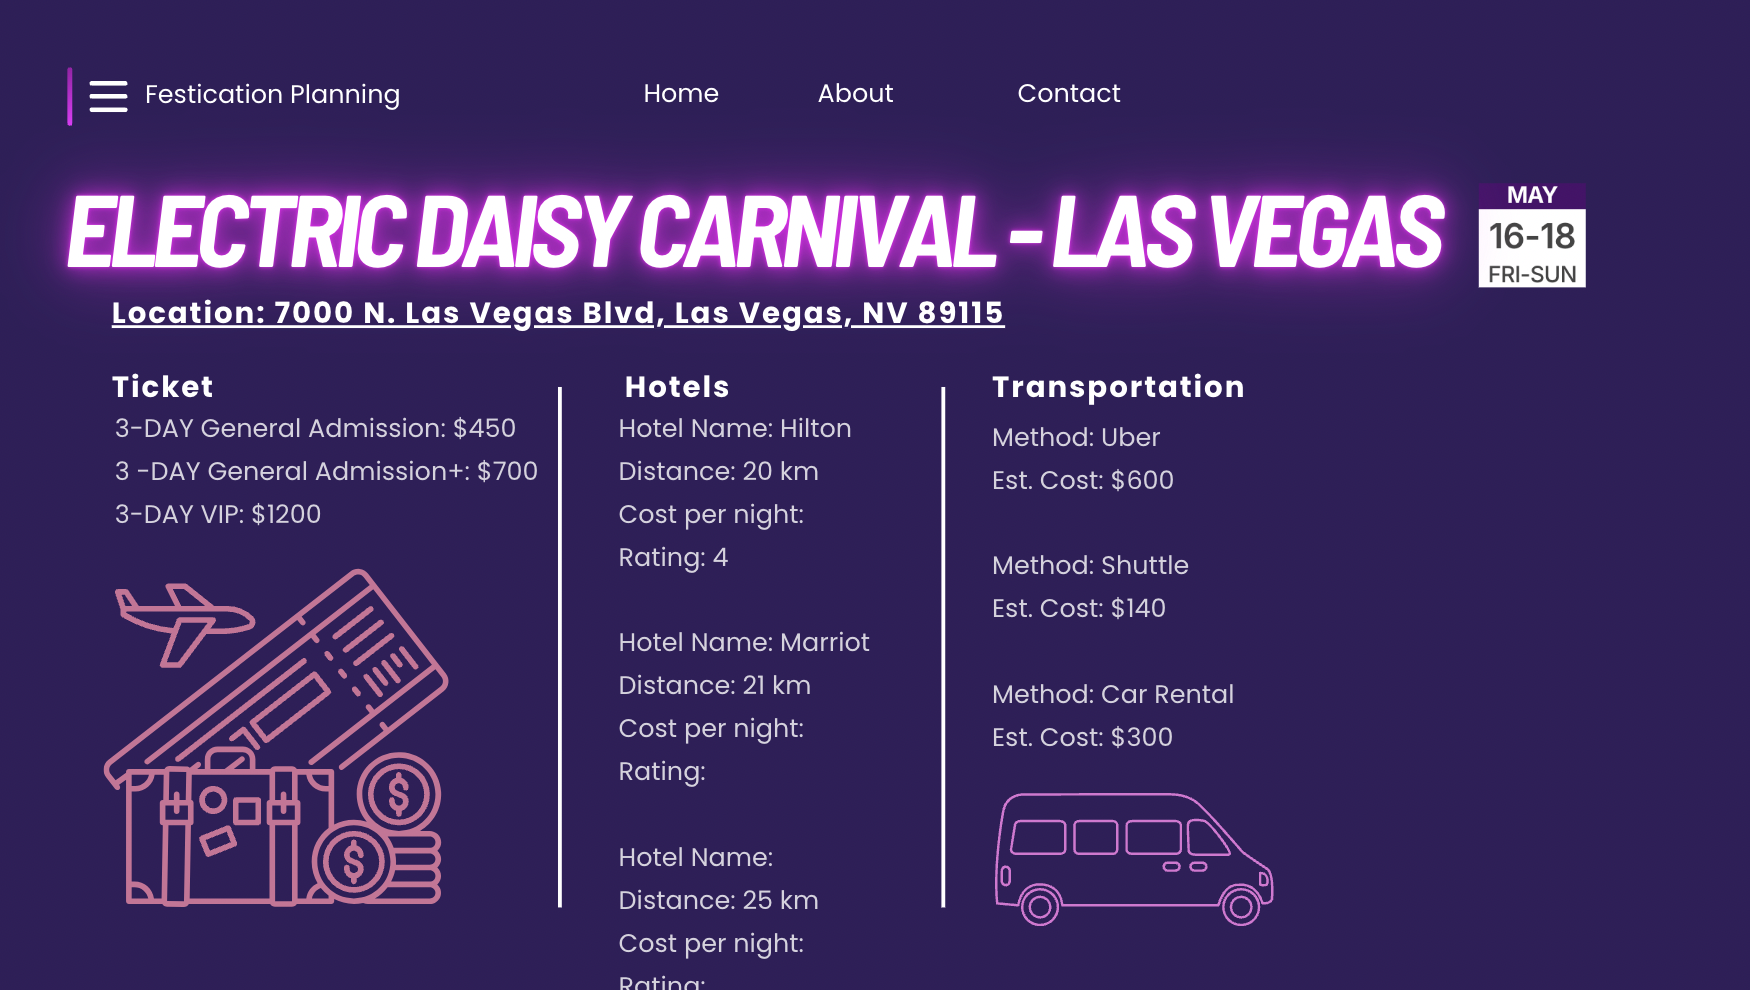 Festication Planning
Home
About
Contact
ELECTRIC DAISY CARNIVAL - LAS VEGAS
MAY
16-18
FRI-SUN
Location: 7000 N. Las Vegas Blvd, Las Vegas, NV 89115
Ticket
3-DAY General Admission: $450
3 -DAY General Admission+: $700
3-DAY VIP: $1200
$
$
Hotels
Hotel Name: Hilton
Distance: 20 km
Cost per night:
Rating: 4
Hotel Name: Marriot
Distance: 21 km
Cost per night:
Rating:
Hotel Name:
Distance: 25 km
Cost per night:
Rating:
Transportation
Method: Uber
Est. Cost: $600
Method: Shuttle
Est. Cost: $140
Method: Car Rental
Est. Cost: $300